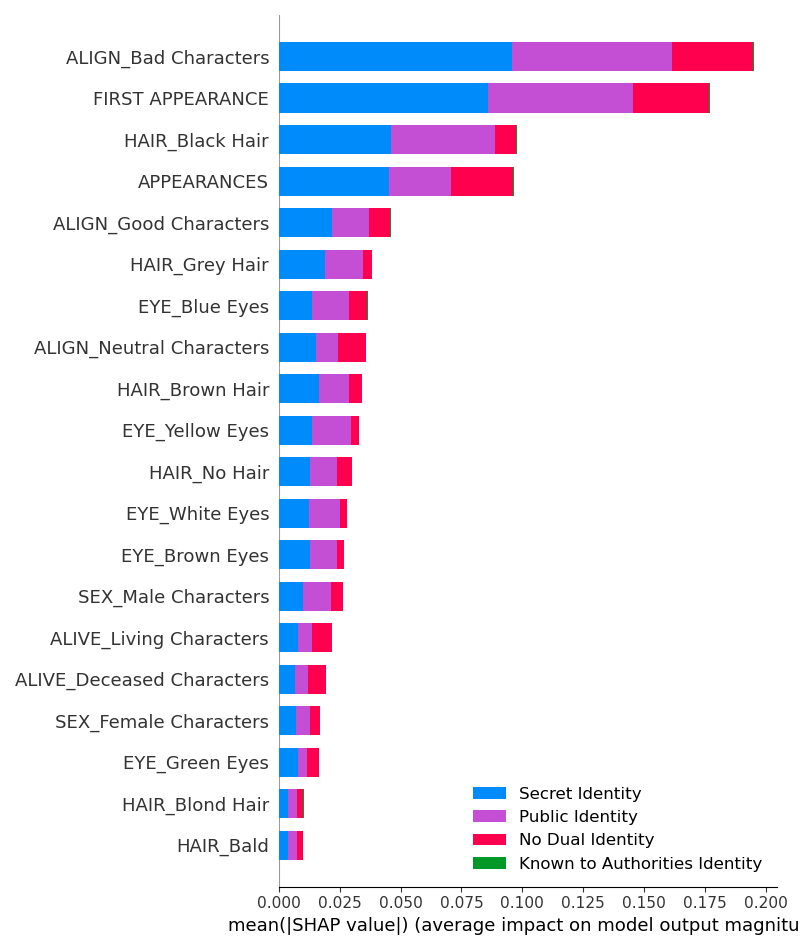 ALIGN_Bad Characters
FIRST APPEARANCE
HAIR_Black Hair
APPEARANCES
ALIGN_Good Characters
HAIR_Grey Hair
EYE_Blue Eyes
ALIGN_Neutral Characters
HAIR_Brown Hair
EYE_Yellow Eyes
HAIR_No Hair
EYE_White Eyes
EYE_Brown Eyes
SEX_Male Characters
ALIVE_Living Characters
ALIVE_Deceased Characters
SEX_Female Characters
EYE_Green Eyes
HAIR_Blond Hair
HAIR_Bald
Secret Identity
Public Identity
No Dual Identity
Known to Authorities Identity
0.000 0.025 0.050 0.075 0.100 0.125 0.150 0.175 0.200
mean(|SHAP value|) (average impact on model output magnitu